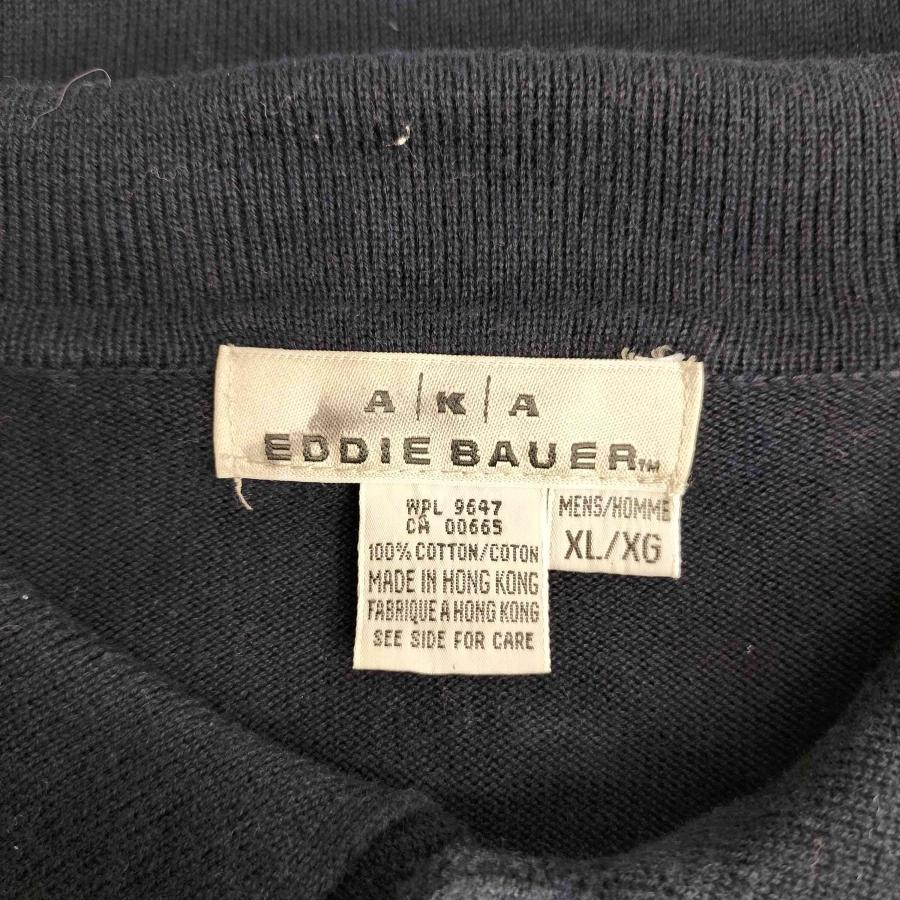 A|K|A
EDDIE BAUER™
WPL 9647
CA 00665
100% COTTON/COTON
MADE IN HONG KONG
FABRIQUE A HONG KONG
SEE SIDE FOR CARE
MENS/HOMME
XL/XG